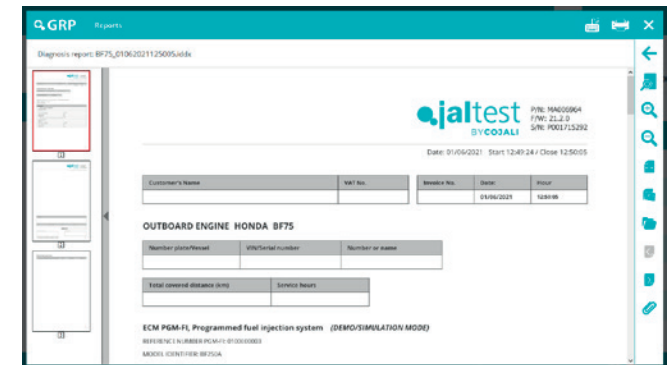 GRP Reports
Diagnosis report: BF75_01062021125005.iddx
jaltest
BY COJALI
P/N: MA006964
F/W: 21.2.0
S/N: P001715292
Date: 01/06/2021 Start 12:49:24 / Close 12:50:05
Customer's Name VAT No. Invoice No. Date: Hour
01/06/2021 12:50:05
OUTBOARD ENGINE HONDA BF75
Number plate/Vessel VIN/Serial number Number or name
Total covered distance (km) Service hours
ECM PGM-FI, Programmed fuel injection system (DEMO/SIMULATION MODE)
REFERENCE NUMBER PGM-FI: 0100000003
MODEL IDENTIFIER: BF750A